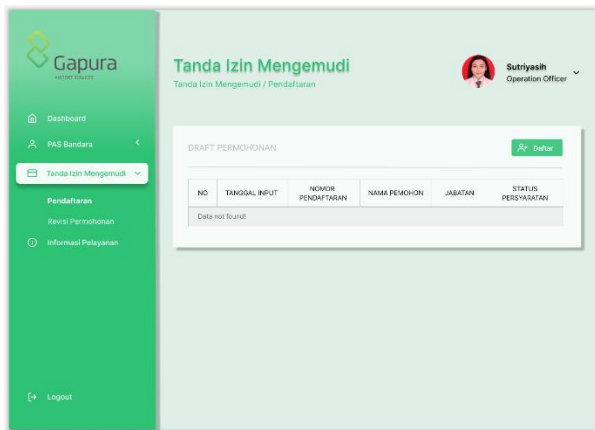 Gapura
AIRPORT SERVICES
Dashboard
PAS Bandara
Tanda Izin Mengemudi
Pendaftaran
Revisi Permohonan
Informasi Pelayanan
Logout
Tanda Izin Mengemudi
Tanda Izin Mengemudi / Pendaftaran
Sutriyasih
Operation Officer
DRAFT PERMOHONAN
Daftar
NO TANGGAL INPUT NOMOR PENDAFTARAN NAMA PEMOHON JABATAN STATUS PERSYARATAN
Data not found!